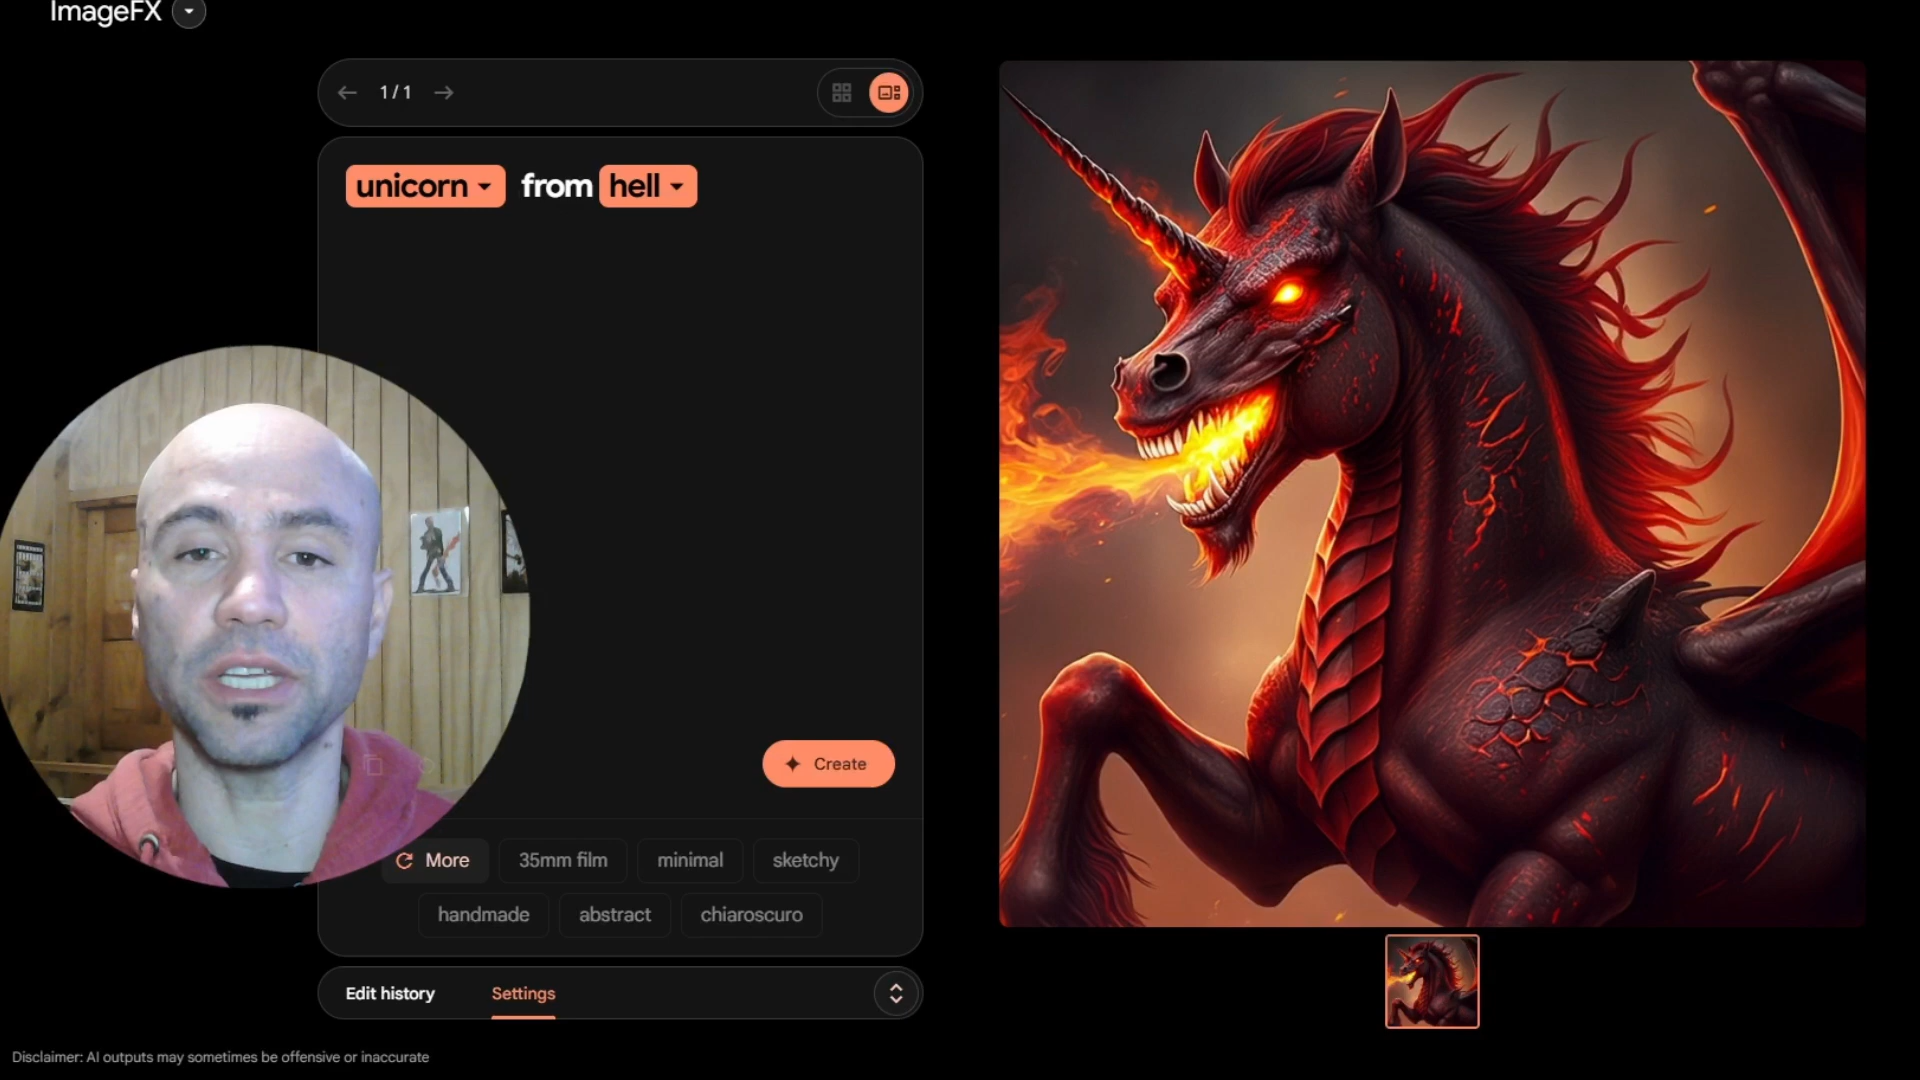 ImageFX
1 / 1
unicorn from hell
Create
More 35mm film minimal sketchy
handmade abstract chiaroscuro
Edit history Settings
Disclaimer: AI outputs may sometimes be offensive or inaccurate